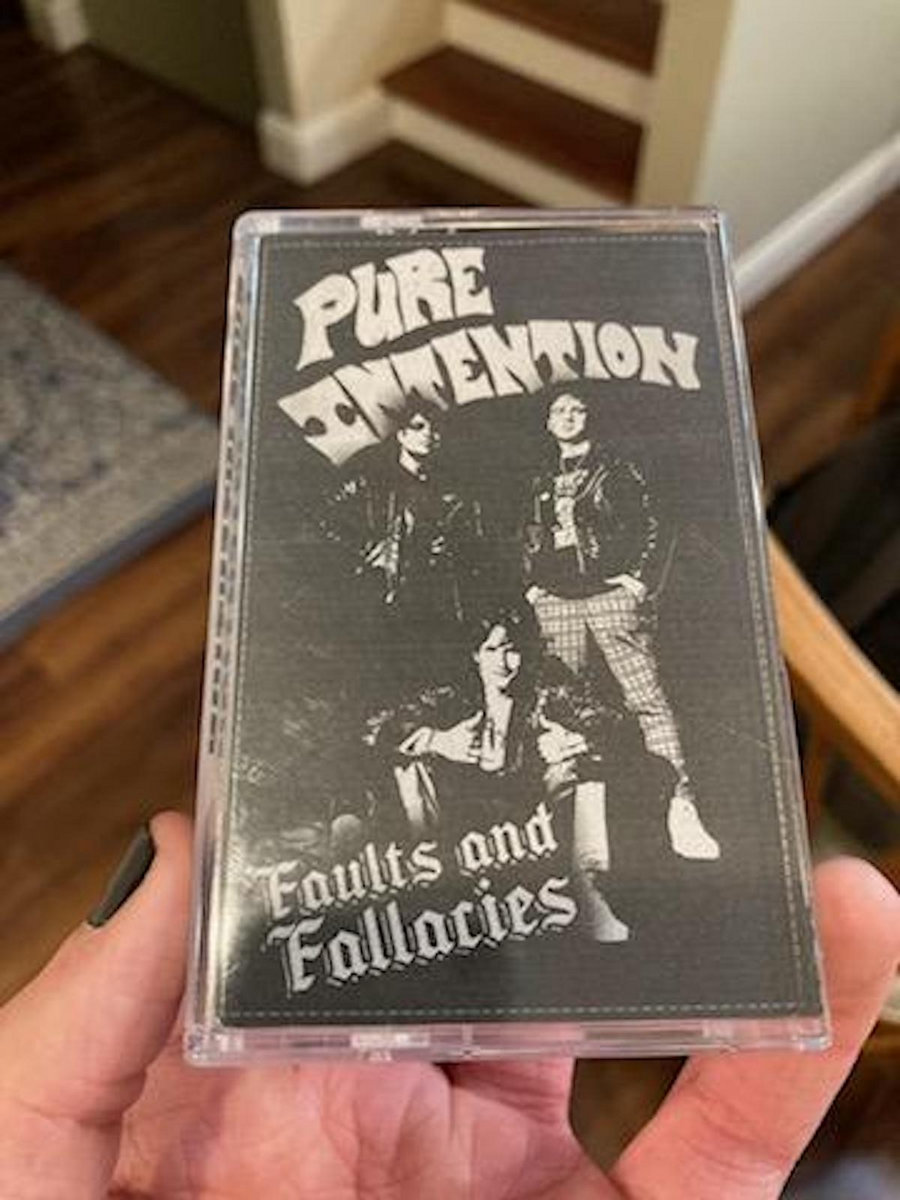 PURE
INTENTION
Faults and
Fallacies